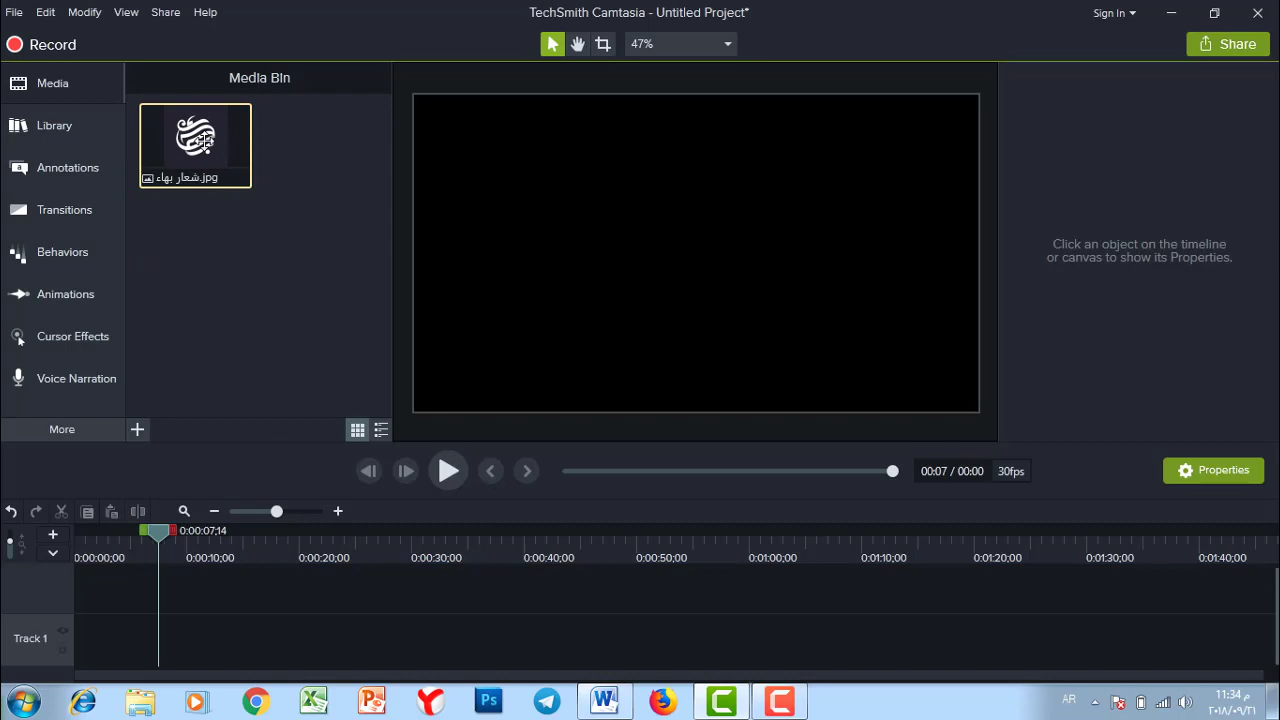 File Edit Modify View Share Help
TechSmith Camtasia - Untitled Project*
Sign In
Record
47%
Share
Media
Library
Annotations
Transitions
Behaviors
Animations
Cursor Effects
Voice Narration
More
Media Bin
شعار بهاء.jpg
Click an object on the timeline
or canvas to show its Properties.
00:07 / 00:00
30fps
Properties
0:00:07;14
0:00:00;00 0:00:10;00 0:00:20;00 0:00:30;00 0:00:40;00 0:00:50;00 0:01:00;00 0:01:10;00 0:01:20;00 0:01:30;00 0:01:40;00
Track 1
AR
11:34 م
٢٠١٨/٠٩/٢١